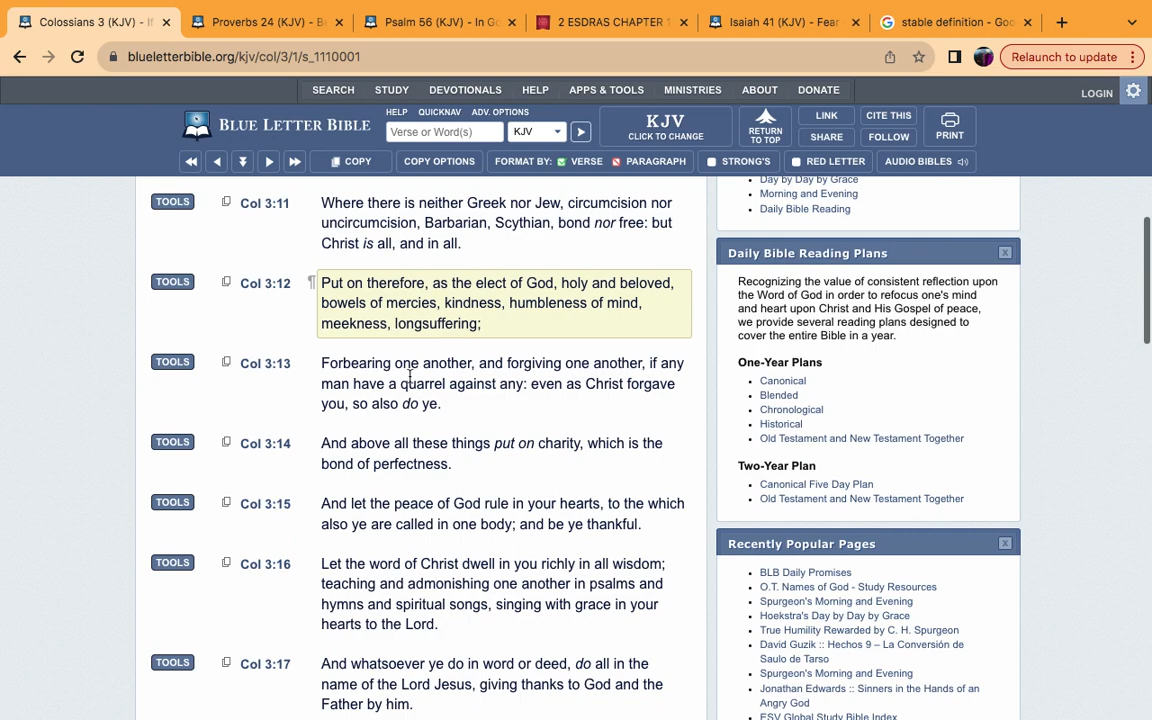 Colossians 3 (KJV) - If
Proverbs 24 (KJV) - Be
Psalm 56 (KJV) - In Go
2 ESDRAS CHAPTER 1
Isaiah 41 (KJV) - Fear
stable definition - Goo
blueletterbible.org/kjv/col/3/1/s_1110001
Relaunch to update
SEARCH STUDY DEVOTIONALS HELP APPS & TOOLS MINISTRIES ABOUT DONATE LOGIN
BLUE LETTER BIBLE
HELP QUICKNAV ADV. OPTIONS
Verse or Word(s) KJV
KJV
CLICK TO CHANGE
RETURN
TO TOP
LINK CITE THIS
SHARE FOLLOW
PRINT
COPY COPY OPTIONS FORMAT BY: VERSE PARAGRAPH STRONG'S RED LETTER AUDIO BIBLES
TOOLS Col 3:11 Where there is neither Greek nor Jew, circumcision nor
uncircumcision, Barbarian, Scythian, bond nor free: but
Christ is all, and in all.
TOOLS Col 3:12 ¶ Put on therefore, as the elect of God, holy and beloved,
bowels of mercies, kindness, humbleness of mind,
meekness, longsuffering;
TOOLS Col 3:13 Forbearing one another, and forgiving one another, if any
man have a quarrel against any: even as Christ forgave
you, so also do ye.
TOOLS Col 3:14 And above all these things put on charity, which is the
bond of perfectness.
TOOLS Col 3:15 And let the peace of God rule in your hearts, to the which
also ye are called in one body; and be ye thankful.
TOOLS Col 3:16 Let the word of Christ dwell in you richly in all wisdom;
teaching and admonishing one another in psalms and
hymns and spiritual songs, singing with grace in your
hearts to the Lord.
TOOLS Col 3:17 And whatsoever ye do in word or deed, do all in the
name of the Lord Jesus, giving thanks to God and the
Father by him.
Day by Day by Grace
Morning and Evening
Daily Bible Reading
Daily Bible Reading Plans
Recognizing the value of consistent reflection upon
the Word of God in order to refocus one's mind
and heart upon Christ and His Gospel of peace,
we provide several reading plans designed to
cover the entire Bible in a year.
One-Year Plans
Canonical
Blended
Chronological
Historical
Old Testament and New Testament Together
Two-Year Plan
Canonical Five Day Plan
Old Testament and New Testament Together
Recently Popular Pages
BLB Daily Promises
O.T. Names of God - Study Resources
Spurgeon's Morning and Evening
Hoekstra's Day by Day by Grace
True Humility Rewarded by C. H. Spurgeon
David Guzik :: Hechos 9 – La Conversión de
Saulo de Tarso
Spurgeon's Morning and Evening
Jonathan Edwards :: Sinners in the Hands of an
Angry God
ESV Global Study Bible Index